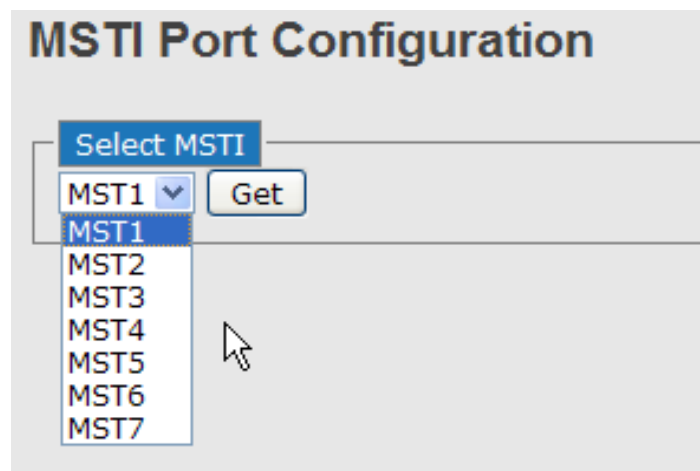 MSTI Port Configuration
Select MSTI
MST1 Get
MST1
MST2
MST3
MST4
MST5
MST6
MST7